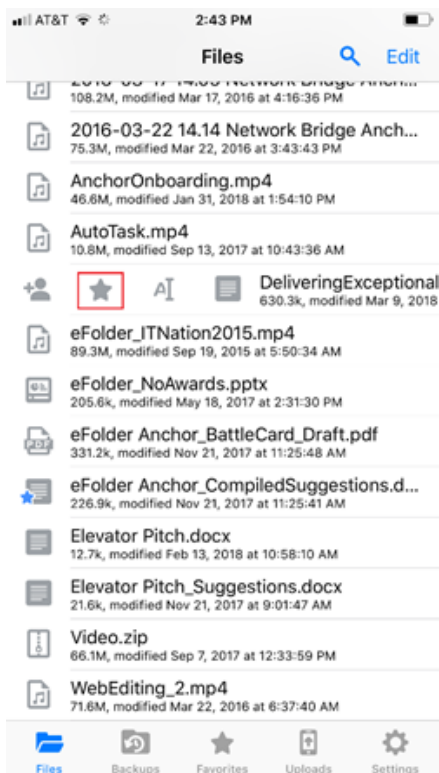 AT&T
2:43 PM
Files
Edit
2016-03-17 14.05 Network Bridge Anch...
108.2M, modified Mar 17, 2016 at 4:16:36 PM
2016-03-22 14.14 Network Bridge Anch...
75.3M, modified Mar 22, 2016 at 3:43:43 PM
AnchorOnboarding.mp4
46.6M, modified Jan 31, 2018 at 1:54:10 PM
AutoTask.mp4
10.8M, modified Sep 13, 2017 at 10:43:36 AM
A
DeliveringExceptional
630.3k, modified Mar 9, 2018
eFolder_ITNation2015.mp4
89.3M, modified Sep 19, 2015 at 5:50:34 AM
eFolder_NoAwards.pptx
205.6k, modified May 18, 2017 at 2:31:30 PM
PDF
eFolder Anchor_BattleCard_Draft.pdf
331.2k, modified Nov 21, 2017 at 11:25:48 AM
eFolder Anchor_CompiledSuggestions.d...
226.9k, modified Nov 21, 2017 at 11:25:41 AM
Elevator Pitch.docx
12.7k, modified Feb 13, 2018 at 10:58:10 AM
Elevator Pitch_Suggestions.docx
21.6k, modified Nov 21, 2017 at 9:01:47 AM
Video.zip
66.1M, modified Sep 7, 2017 at 12:33:59 PM
WebEditing_2.mp4
71.6M, modified Mar 22, 2016 at 6:37:40 AM
Files
Backups
Favorites
Uploads
Settings